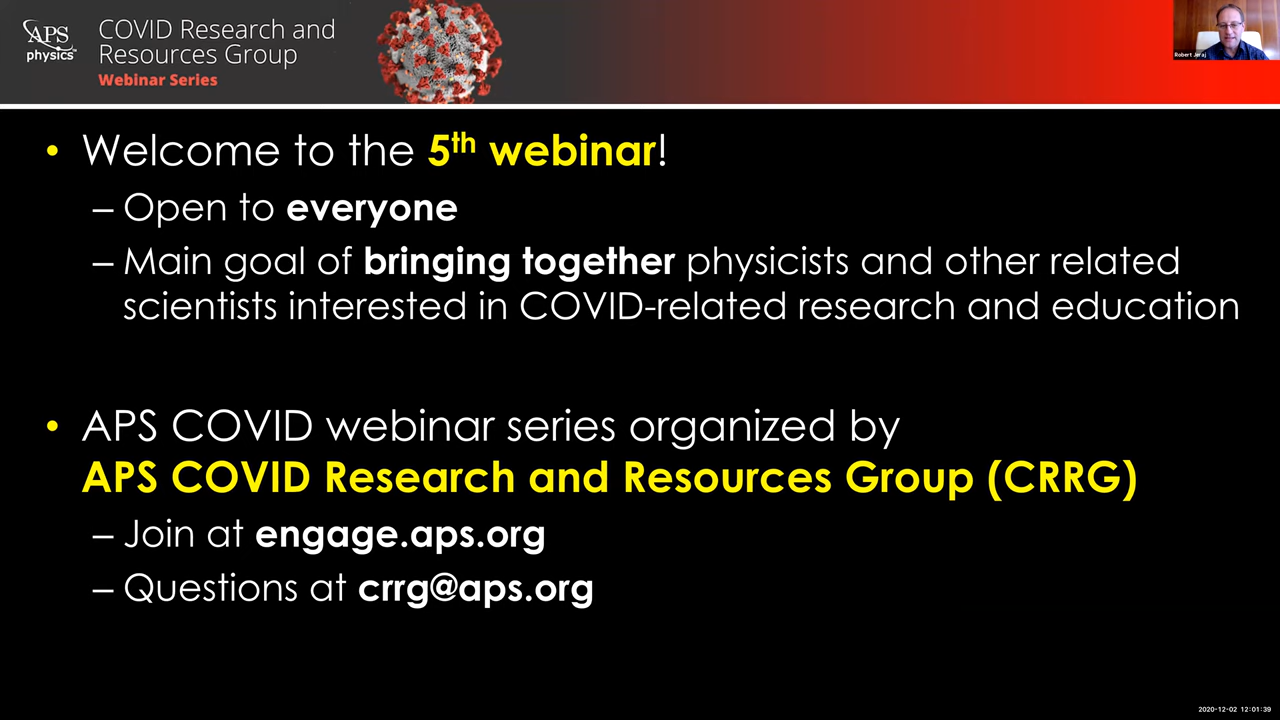 APS
physics
COVID Research and
Resources Group
Webinar Series
Robert Jeraj
• Welcome to the 5th webinar!
– Open to everyone
– Main goal of bringing together physicists and other related
scientists interested in COVID-related research and education
• APS COVID webinar series organized by
APS COVID Research and Resources Group (CRRG)
– Join at engage.aps.org
– Questions at crrg@aps.org
2020-12-02 12:01:39